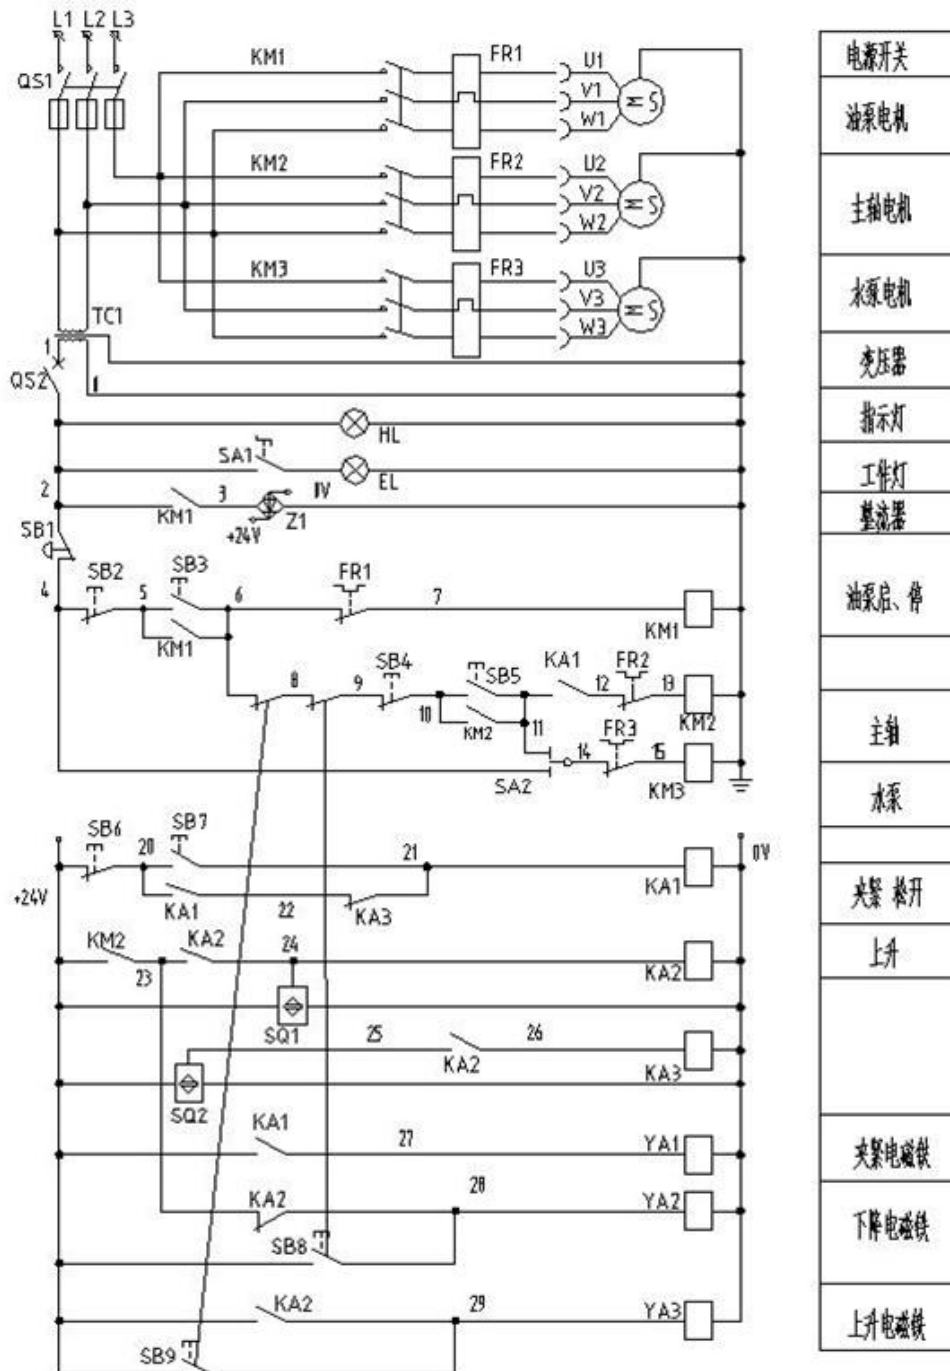 L1 L2 L3
QS1
KM1 FR1 U1
V1
W1
M S
KM2 FR2 U2
V2
W2
M S
KM3 FR3 U3
V3
W3
M S
TC1
1
QS2
HL
SA1
EL
2
KM1 3 0V
+24V Z1
SB1
4 SB2 5 SB3 6 FR1 7
KM1 KM1
8 9 SB4 SB5 KA1 12 FR2 13
10 KM2 11 KM2
FR3
14 15
SA2 KM3
SB6 20 SB7 21 0V
+24V
KA1 22 KA3 KA1
KM2 KA2 24
23 KA2
SQ1
25 26
KA2 KA3
SQ2
KA1 27 YA1
KA2 28 YA2
SB8
KA2 29 YA3
SB9
电源开关
油泵电机
主轴电机
水泵电机
变压器
指示灯
工作灯
整流器
油泵启、停
主轴
水泵
夹紧 松开
上升
夹紧电磁铁
下降电磁铁
上升电磁铁